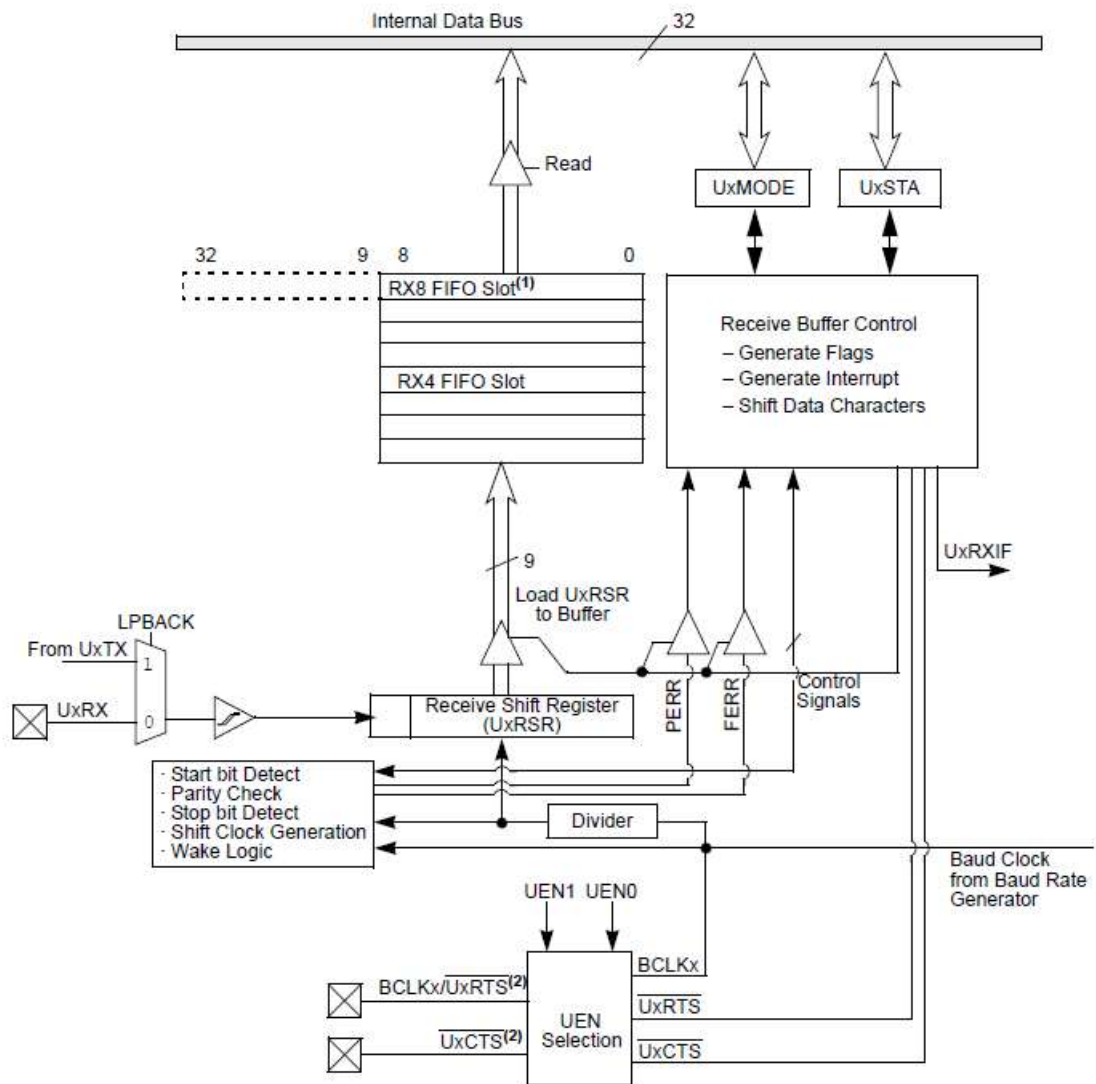 Internal Data Bus
32
Read
UxMODE
UxSTA
32
9
8
0
RX8 FIFO Slot(1)
RX4 FIFO Slot
Receive Buffer Control
– Generate Flags
– Generate Interrupt
– Shift Data Characters
UxRXIF
9
Load UxRSR
to Buffer
LPBACK
From UxTX
1
UxRX
0
Receive Shift Register
(UxRSR)
PERR
FERR
Control
Signals
· Start bit Detect
· Parity Check
· Stop bit Detect
· Shift Clock Generation
· Wake Logic
Divider
Baud Clock
from Baud Rate
Generator
UEN1
UEN0
BCLKx/UxRTS(2)
UxCTS(2)
UEN
Selection
BCLKx
UxRTS
UxCTS